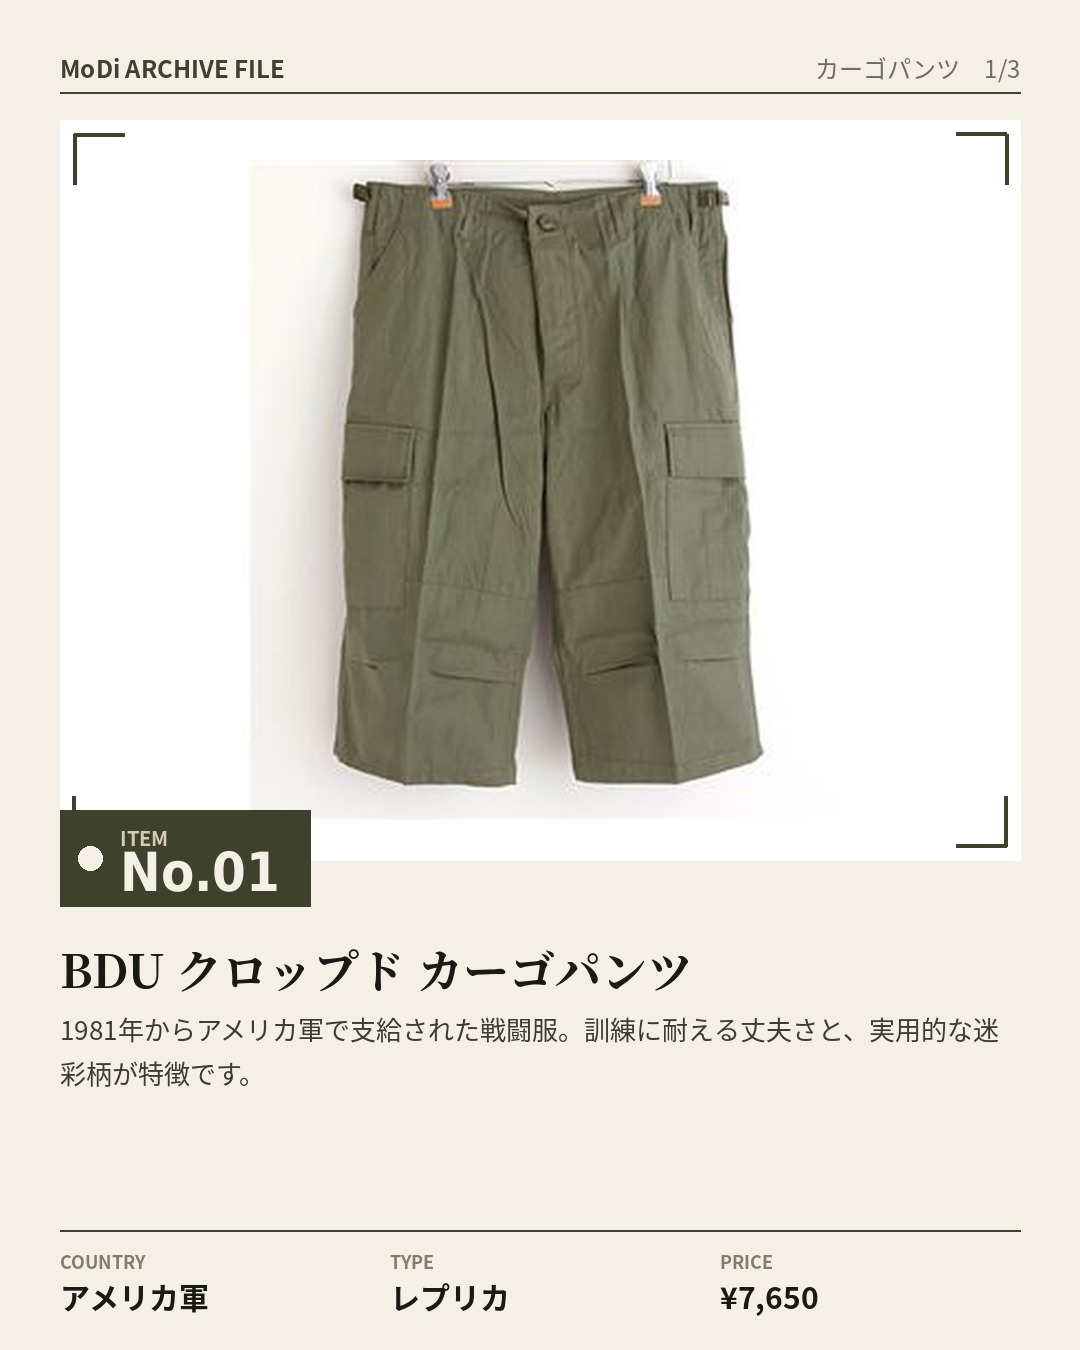 MoDi ARCHIVE FILE
カーゴパンツ 1/3
ITEM
No.01
BDU クロップド カーゴパンツ
1981年からアメリカ軍で支給された戦闘服。訓練に耐える丈夫さと、実用的な迷
彩柄が特徴です。
COUNTRY
アメリカ軍
TYPE
レプリカ
PRICE
¥7,650